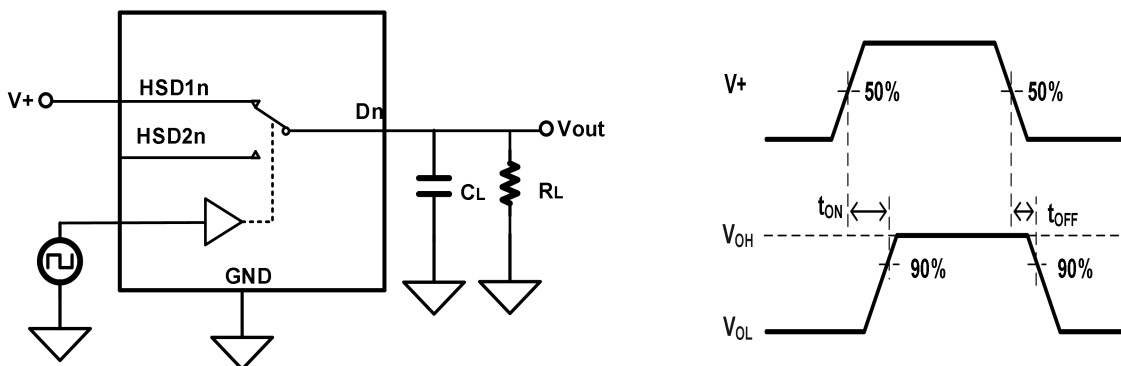 HSD1n
V+
Dn
Vout
HSD2n
CL
RL
GND
V+
50%
50%
tON
tOFF
VOH
90%
90%
VOL